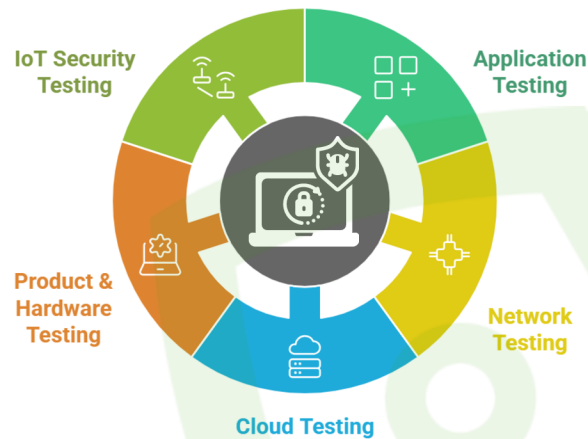 IoT Security
Testing
Application
Testing
Product &
Hardware
Testing
Network
Testing
Cloud Testing